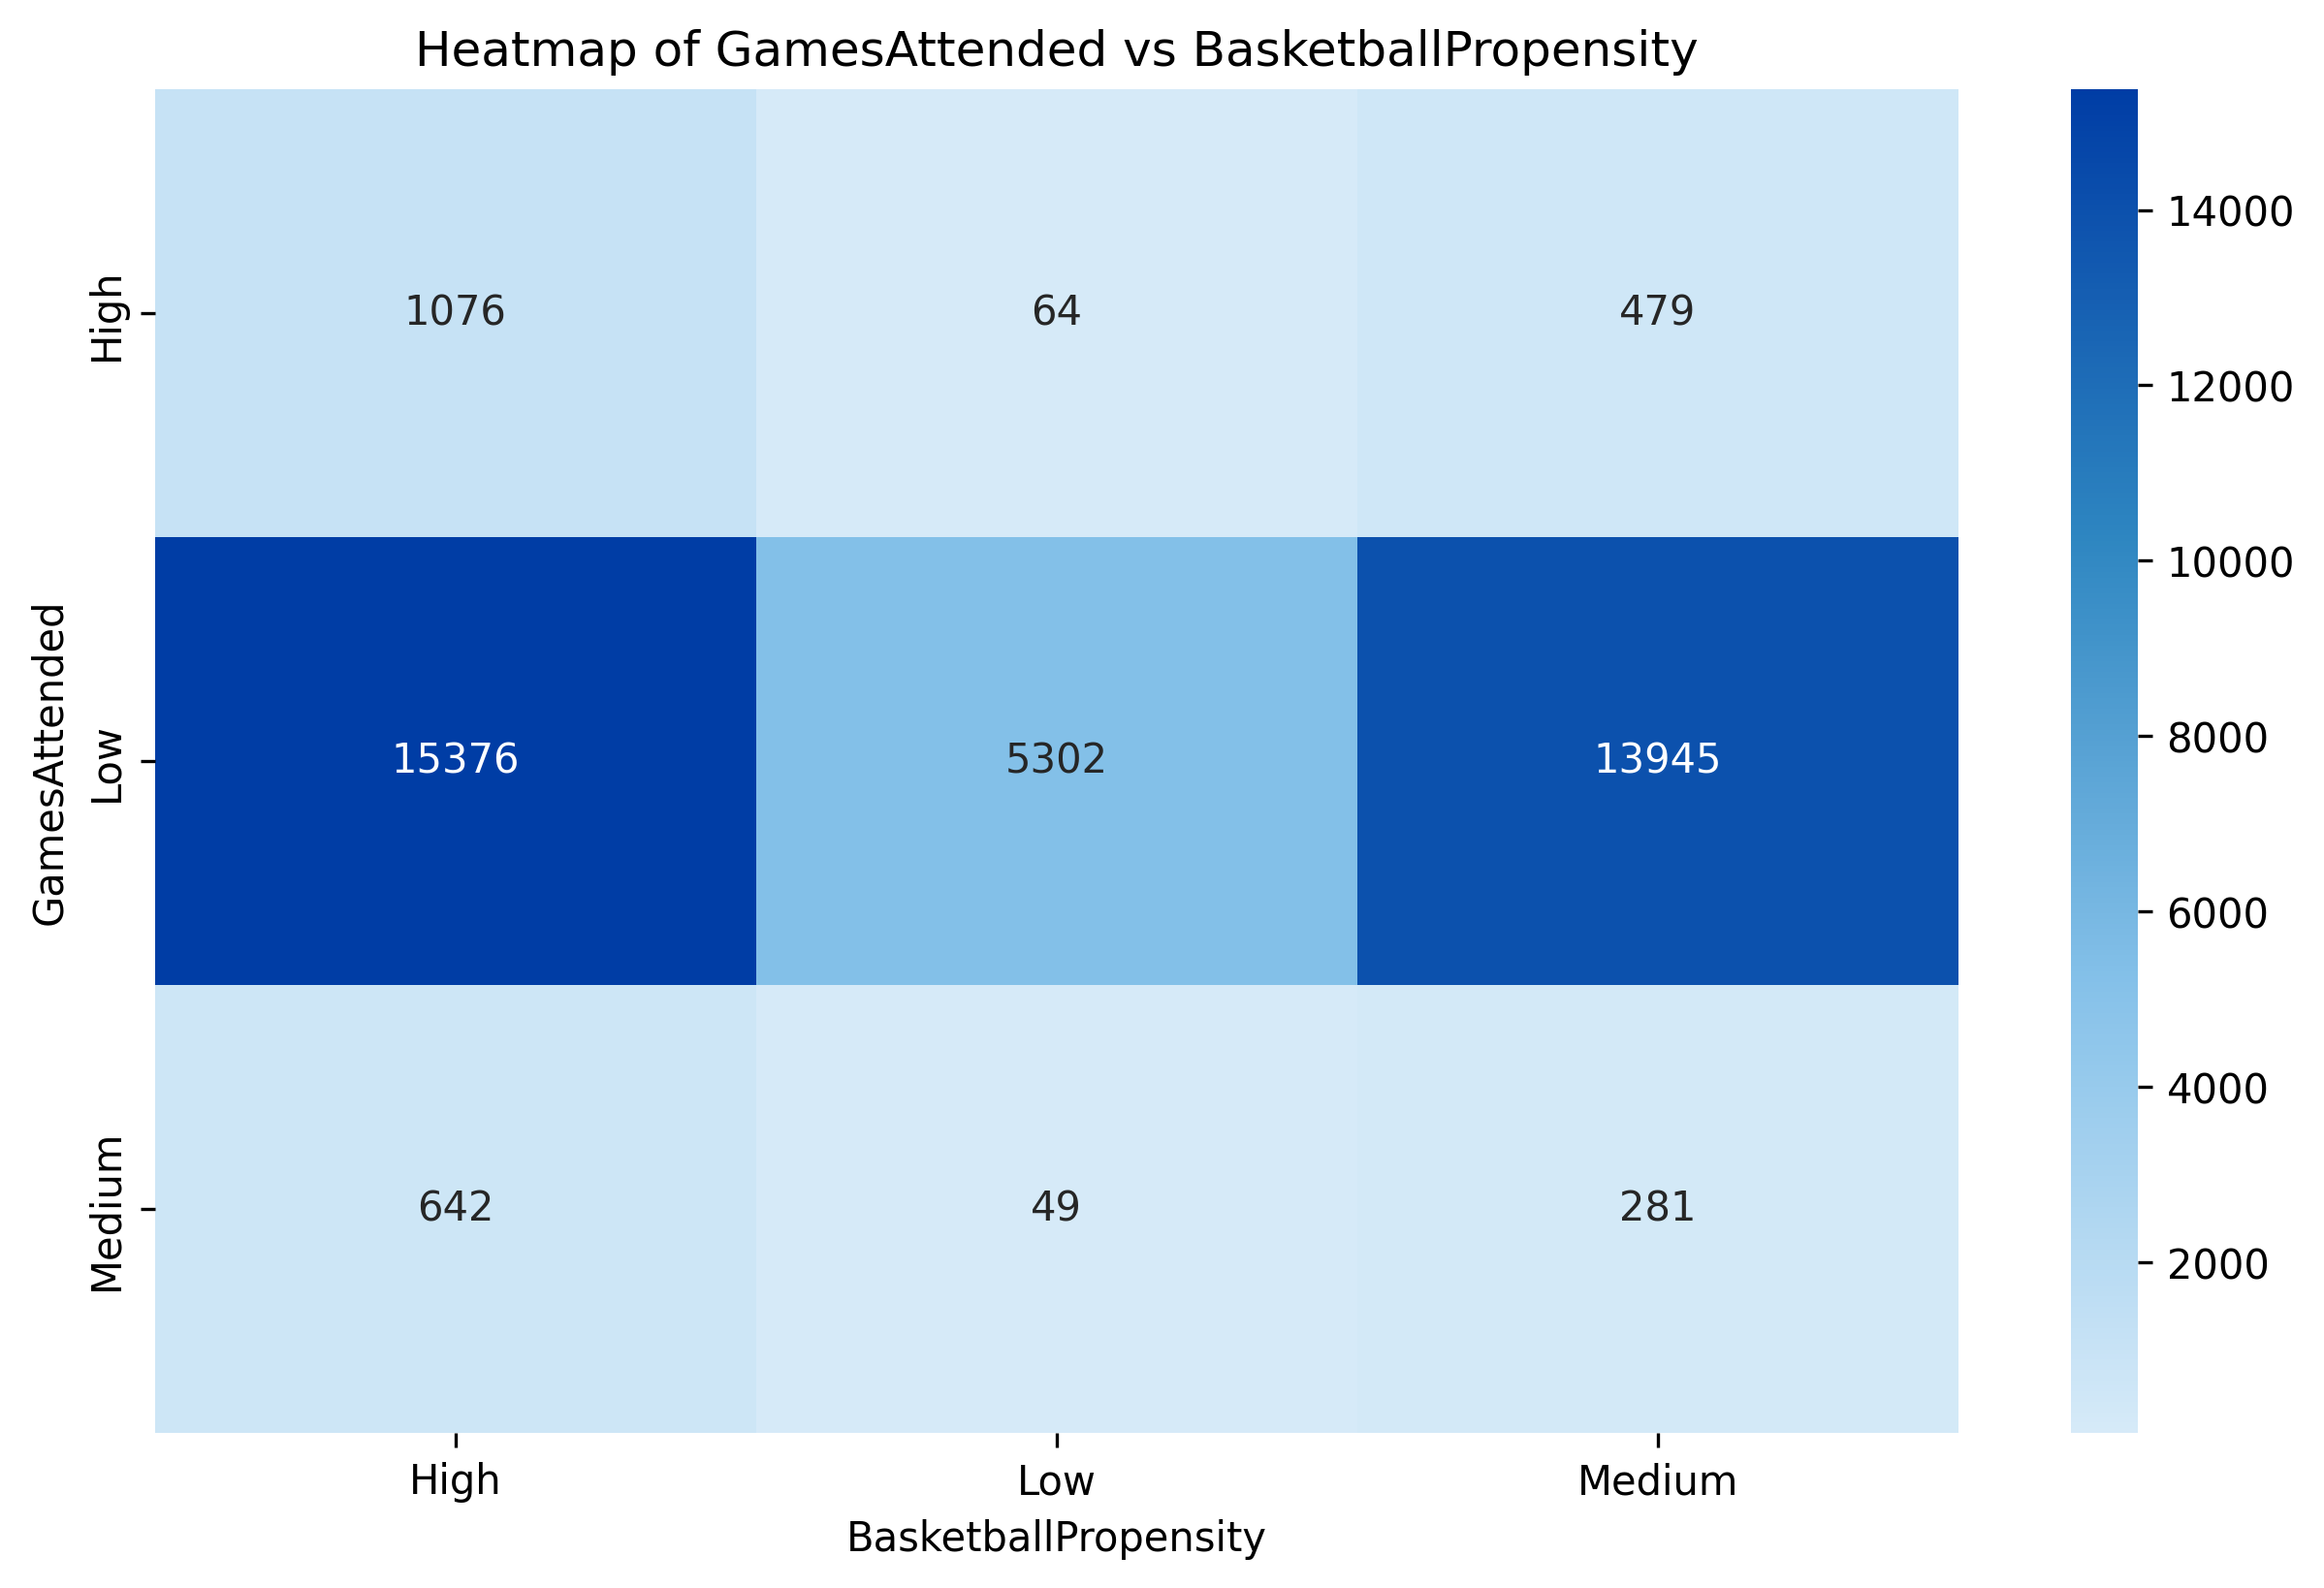 Heatmap of GamesAttended vs BasketballPropensity
GamesAttended
High
1076 64 479
Low
15376 5302 13945
Medium
642 49 281
High Low Medium
BasketballPropensity
14000
12000
10000
8000
6000
4000
2000